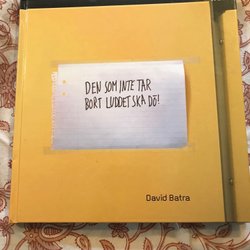 DEN SOM INTE TAR
BORT LUDDET SKA DÖ!
David Batra